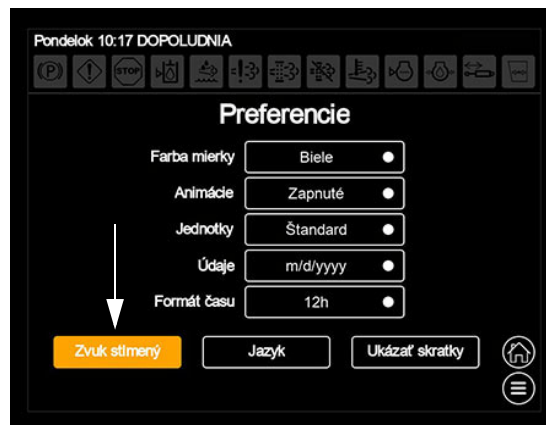 Pondelok 10:17 DOPOLUDNIA
(P) STOP
Preferencie
Farba mierky Biele
Animácie Zapnuté
Jednotky Štandard
Údaje m/d/yyyy
Formát času 12h
Zvuk stlmený Jazyk Ukázať skratky